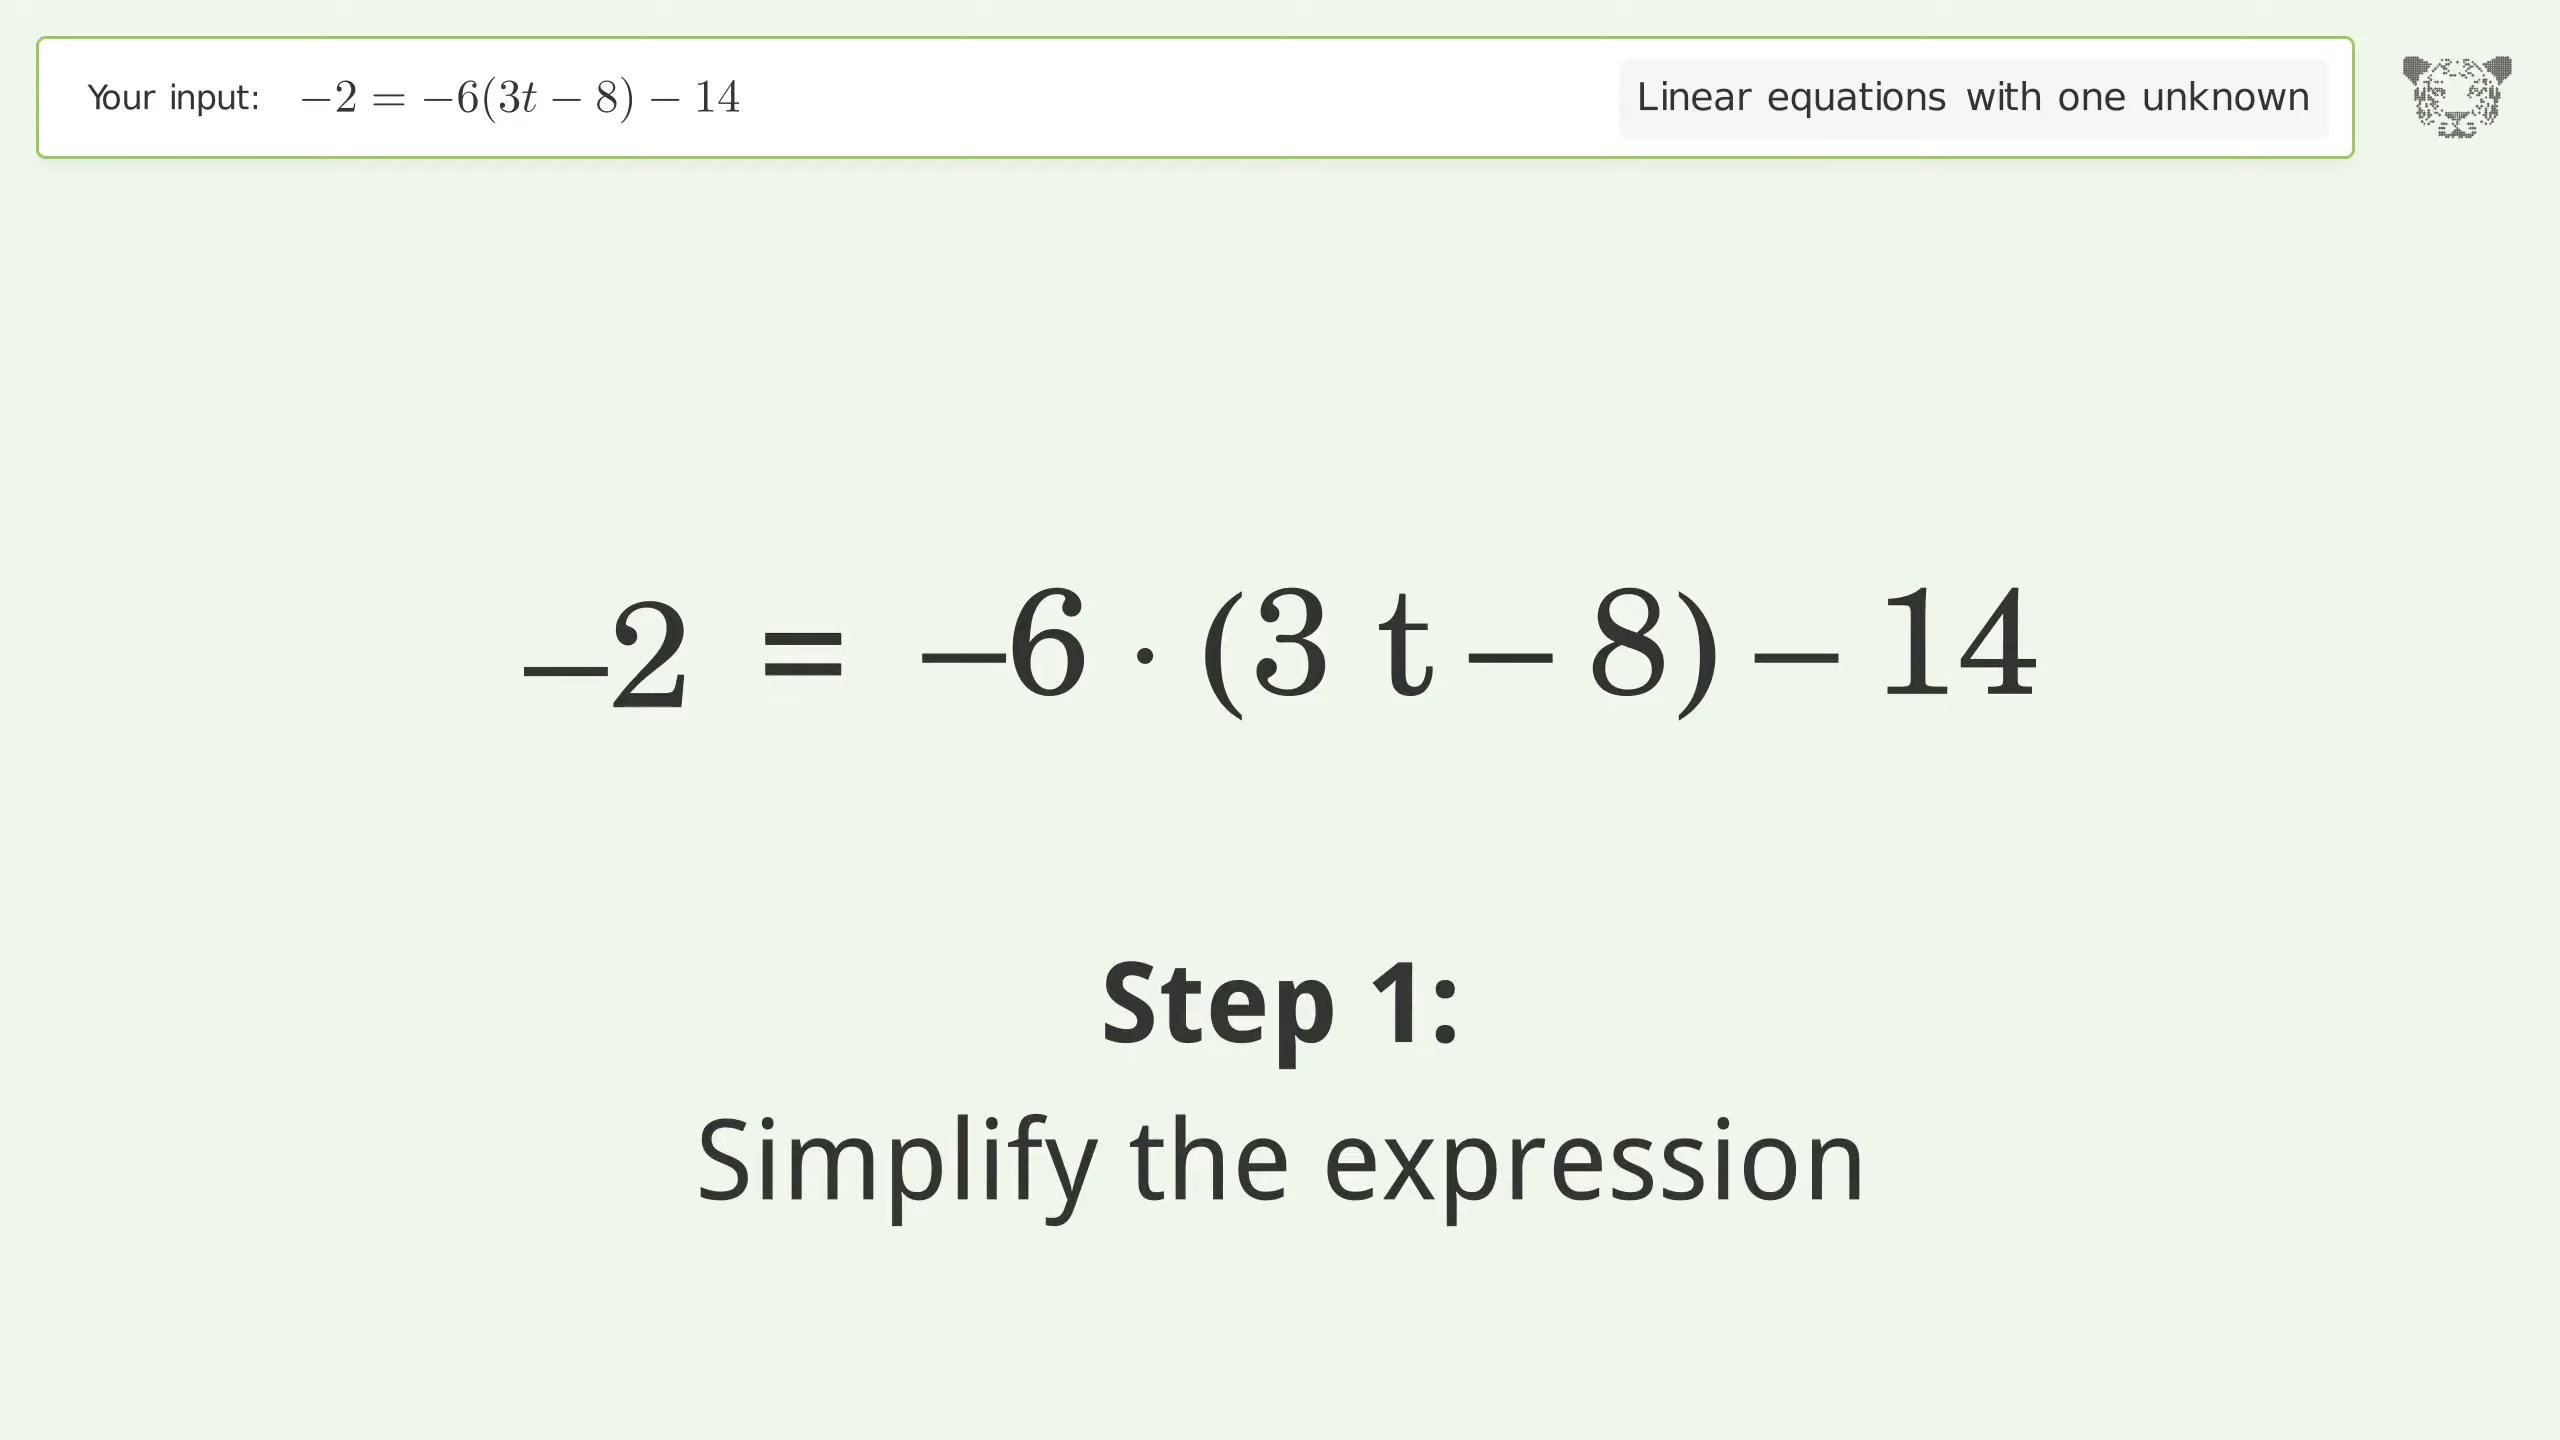 Your input: −2 = −6(3t − 8) − 14 Linear equations with one unknown
−2 = −6 · (3 t − 8) − 14
Step 1:
Simplify the expression